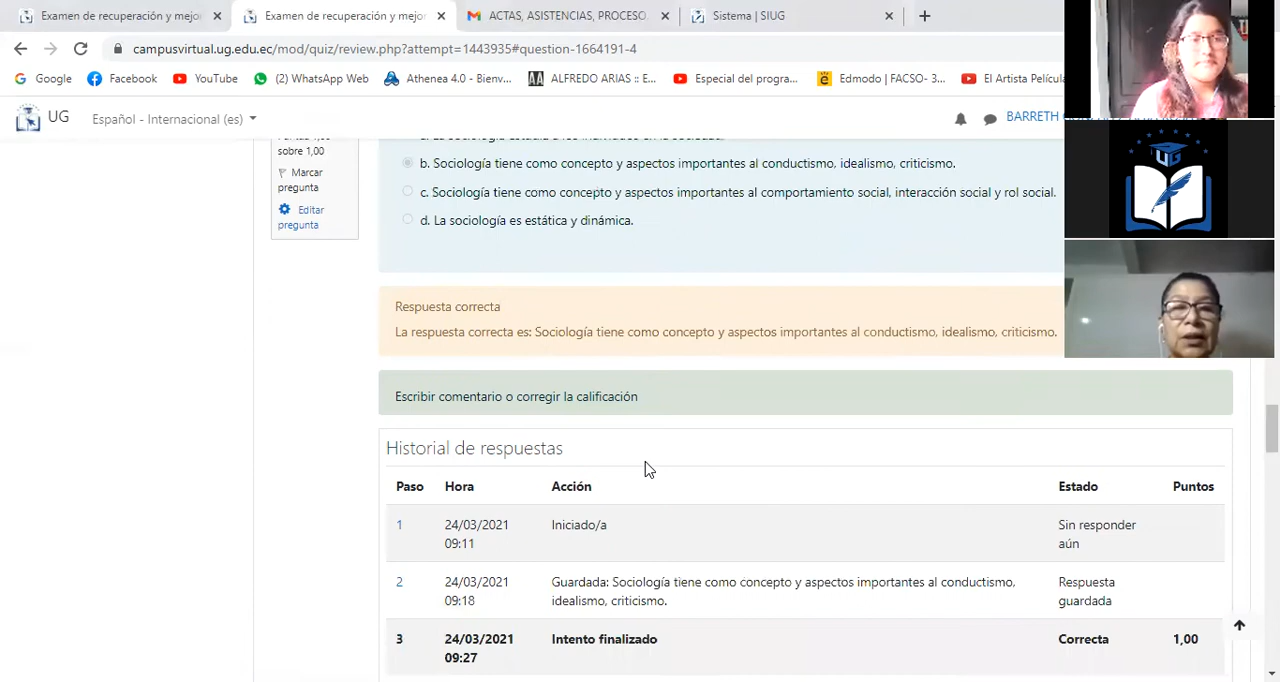 Examen de recuperación y mejor
Examen de recuperación y mejor
ACTAS, ASISTENCIAS, PROCESO
Sistema | SIUG
campusvirtual.ug.edu.ec/mod/quiz/review.php?attempt=1443935#question-1664191-4
Google
Facebook
YouTube
(2) WhatsApp Web
Athenea 4.0 - Bienv...
ALFREDO ARIAS :: E...
Especial del progra...
Edmodo | FACSO- 3...
El Artista Película
UG
Español - Internacional (es)
BARRETH
sobre 1,00
Marcar
pregunta
Editar
pregunta
b. Sociología tiene como concepto y aspectos importantes al conductismo, idealismo, criticismo.
c. Sociología tiene como concepto y aspectos importantes al comportamiento social, interacción social y rol social.
d. La sociología es estática y dinámica.
Respuesta correcta
La respuesta correcta es: Sociología tiene como concepto y aspectos importantes al conductismo, idealismo, criticismo.
Escribir comentario o corregir la calificación
Historial de respuestas
Paso Hora Acción Estado Puntos
1 24/03/2021 09:11 Iniciado/a Sin responder aún
2 24/03/2021 09:18 Guardada: Sociología tiene como concepto y aspectos importantes al conductismo, idealismo, criticismo. Respuesta guardada
3 24/03/2021 09:27 Intento finalizado Correcta 1,00
UG